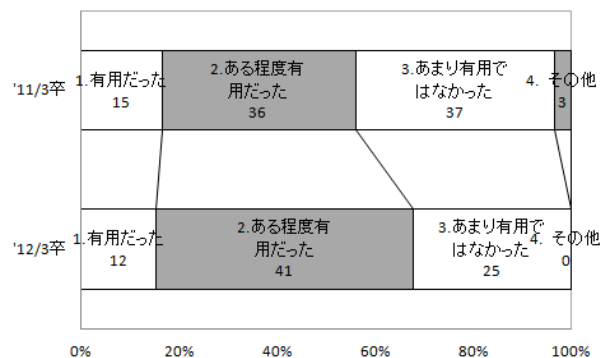 '11/3卒
1.有用だった
15
2.ある程度有
用だった
36
3.あまり有用で
はなかった
37
4. その他
3
'12/3卒
1.有用だった
12
2.ある程度有
用だった
41
3.あまり有用で
はなかった
25
4. その他
0
0% 20% 40% 60% 80% 100%